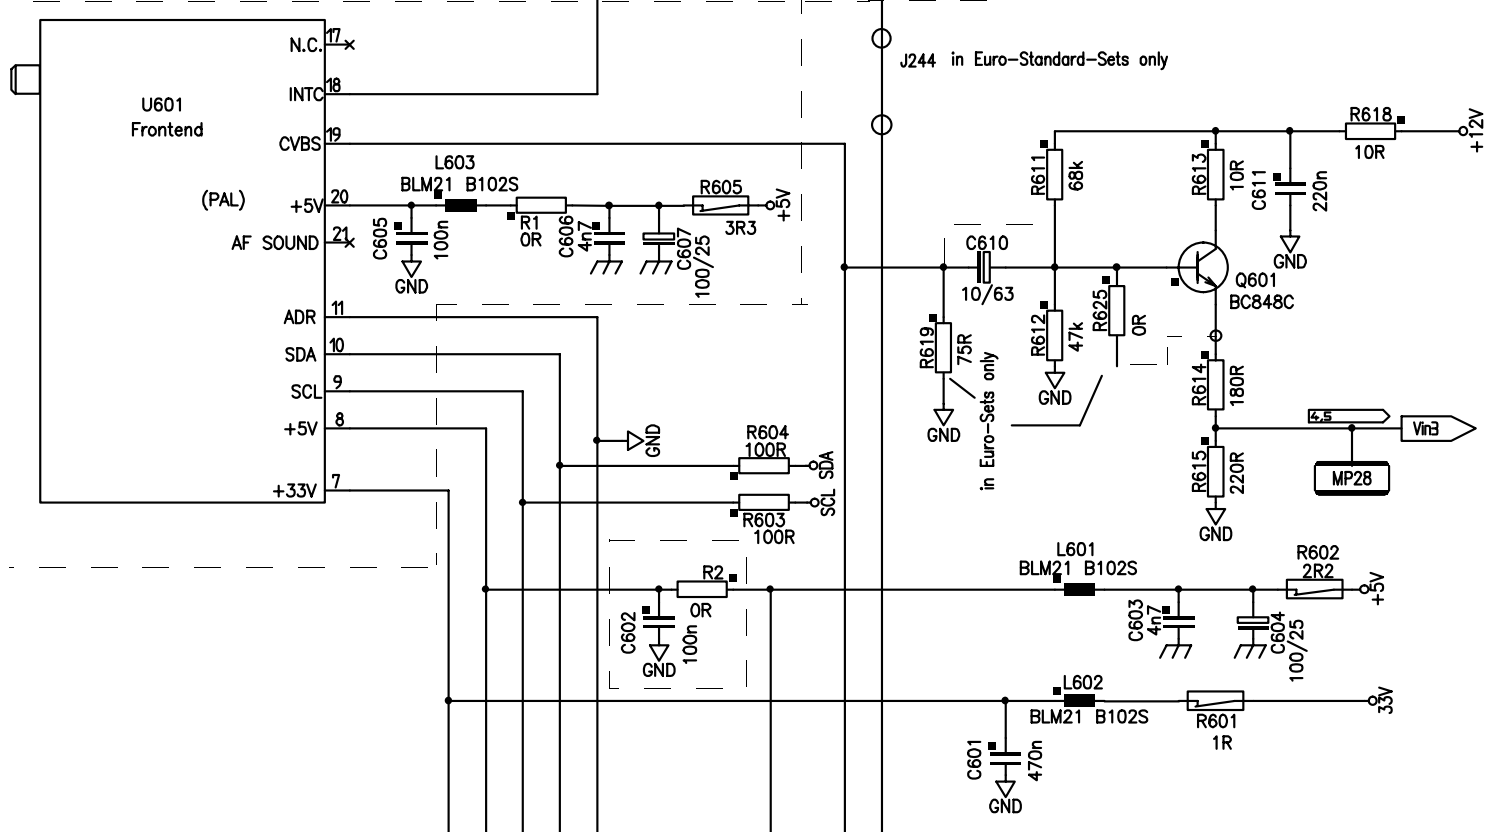 N.C.
17
INTC
18
U601
Frontend
CVBS
19
L603
BLM21 B102S
(PAL)
+5V
20
AF SOUND
21
C605
100n
GND
R1
0R
C606
4n7
C607
100/25
R605
3R3
+5V
ADR
11
SDA
10
SCL
9
+5V
8
+33V
7
GND
R604
100R
SDA
R603
100R
SCL
J244 in Euro-Standard-Sets only
R618
10R
+12V
R611
68k
R613
10R
C611
220n
GND
C610
10/63
Q601
BC848C
R619
75R
GND
in Euro-Sets only
R612
47k
GND
R625
0R
R614
180R
4,5
Vin3
MP28
R615
220R
GND
R2
0R
C602
100n
GND
L601
BLM21 B102S
R602
2R2
+5V
C603
4n7
C604
100/25
L602
BLM21 B102S
R601
1R
33V
C601
470n
GND